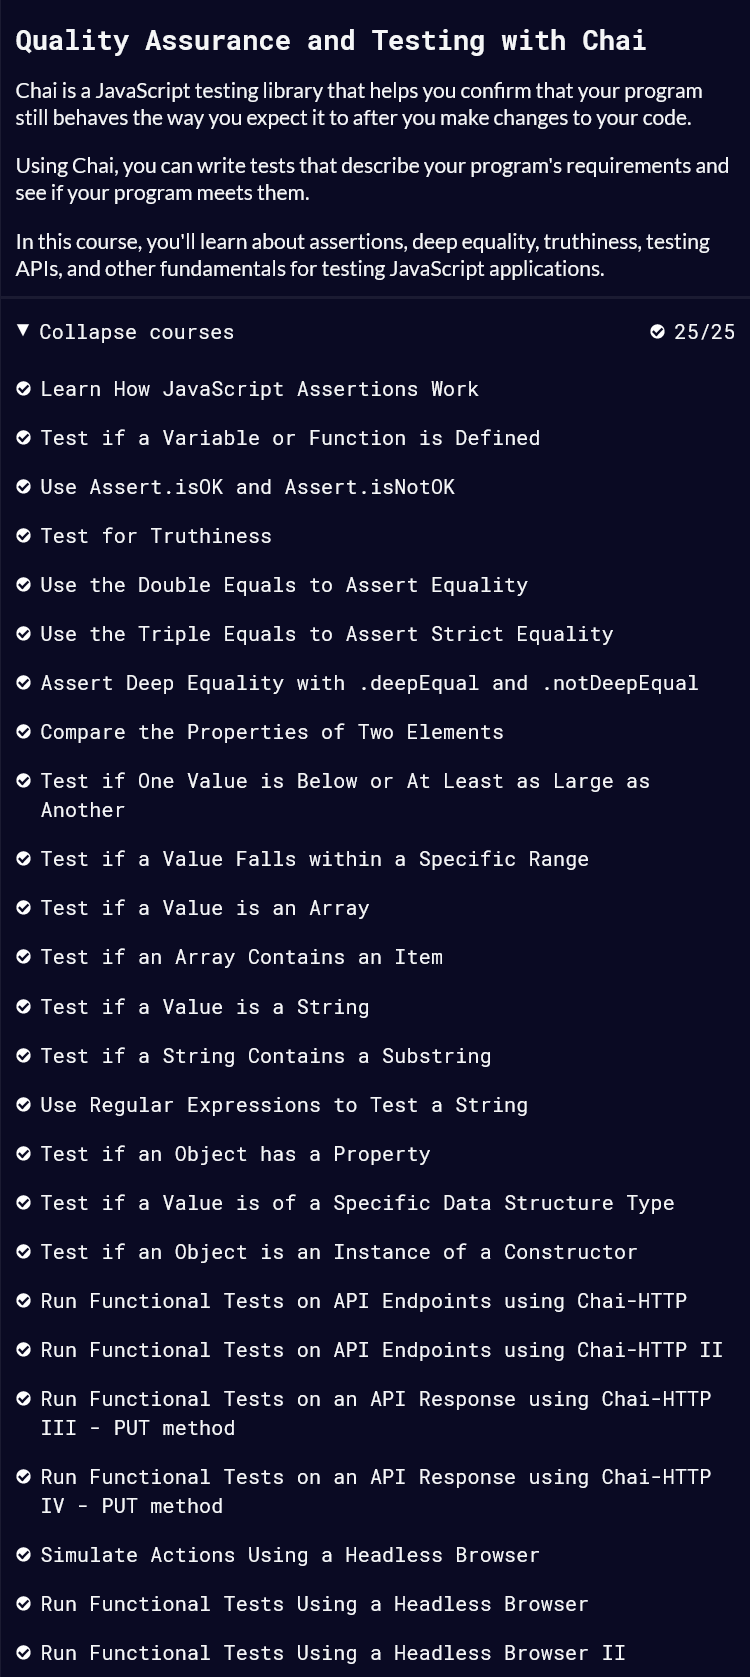 Quality Assurance and Testing with Chai
Chai is a JavaScript testing library that helps you confirm that your program
still behaves the way you expect it to after you make changes to your code.
Using Chai, you can write tests that describe your program's requirements and
see if your program meets them.
In this course, you'll learn about assertions, deep equality, truthiness, testing
APIs, and other fundamentals for testing JavaScript applications.
Collapse courses 25/25
Learn How JavaScript Assertions Work
Test if a Variable or Function is Defined
Use Assert.isOK and Assert.isNotOK
Test for Truthiness
Use the Double Equals to Assert Equality
Use the Triple Equals to Assert Strict Equality
Assert Deep Equality with .deepEqual and .notDeepEqual
Compare the Properties of Two Elements
Test if One Value is Below or At Least as Large as
Another
Test if a Value Falls within a Specific Range
Test if a Value is an Array
Test if an Array Contains an Item
Test if a Value is a String
Test if a String Contains a Substring
Use Regular Expressions to Test a String
Test if an Object has a Property
Test if a Value is of a Specific Data Structure Type
Test if an Object is an Instance of a Constructor
Run Functional Tests on API Endpoints using Chai-HTTP
Run Functional Tests on API Endpoints using Chai-HTTP II
Run Functional Tests on an API Response using Chai-HTTP
III - PUT method
Run Functional Tests on an API Response using Chai-HTTP
IV - PUT method
Simulate Actions Using a Headless Browser
Run Functional Tests Using a Headless Browser
Run Functional Tests Using a Headless Browser II